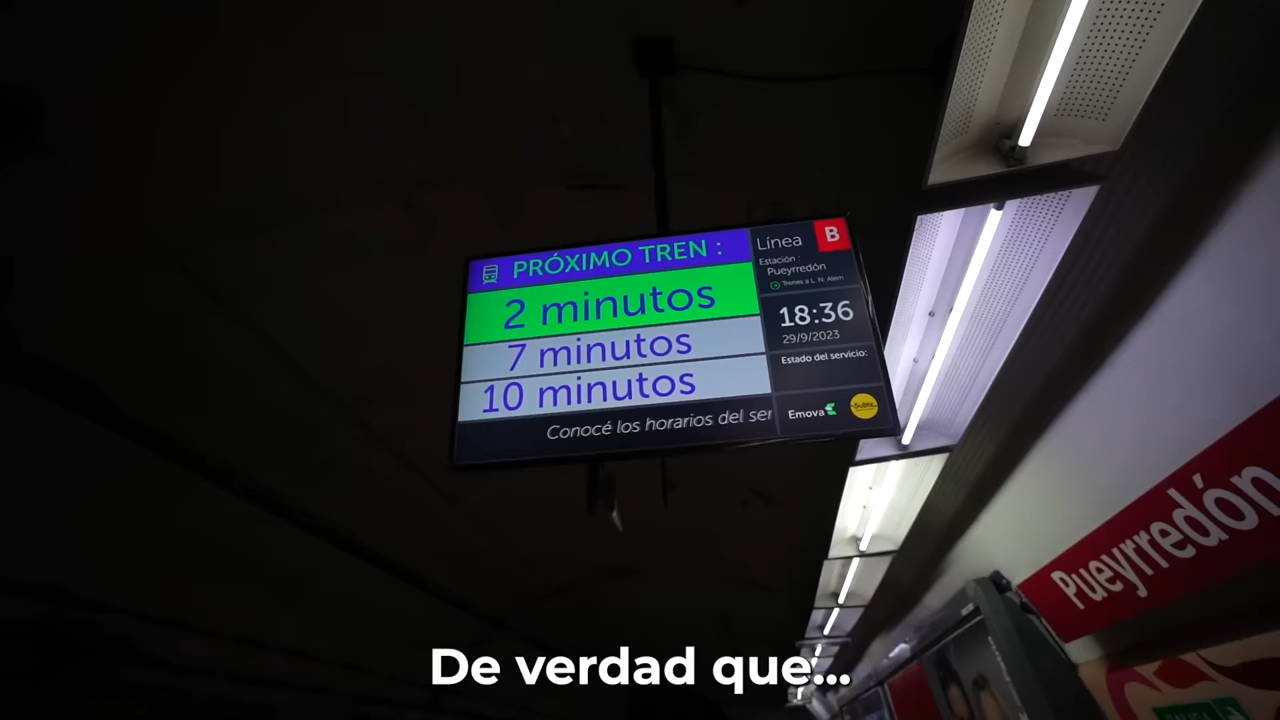 PRÓXIMO TREN :
2 minutos
7 minutos
10 minutos
Conocé los horarios del ser
Línea B
Estación :
Pueyrredón
Trenes a L. N. Alem
18:36
29/9/2023
Estado del servicio:
Emova
Subte
Pueyrredón
De verdad que...